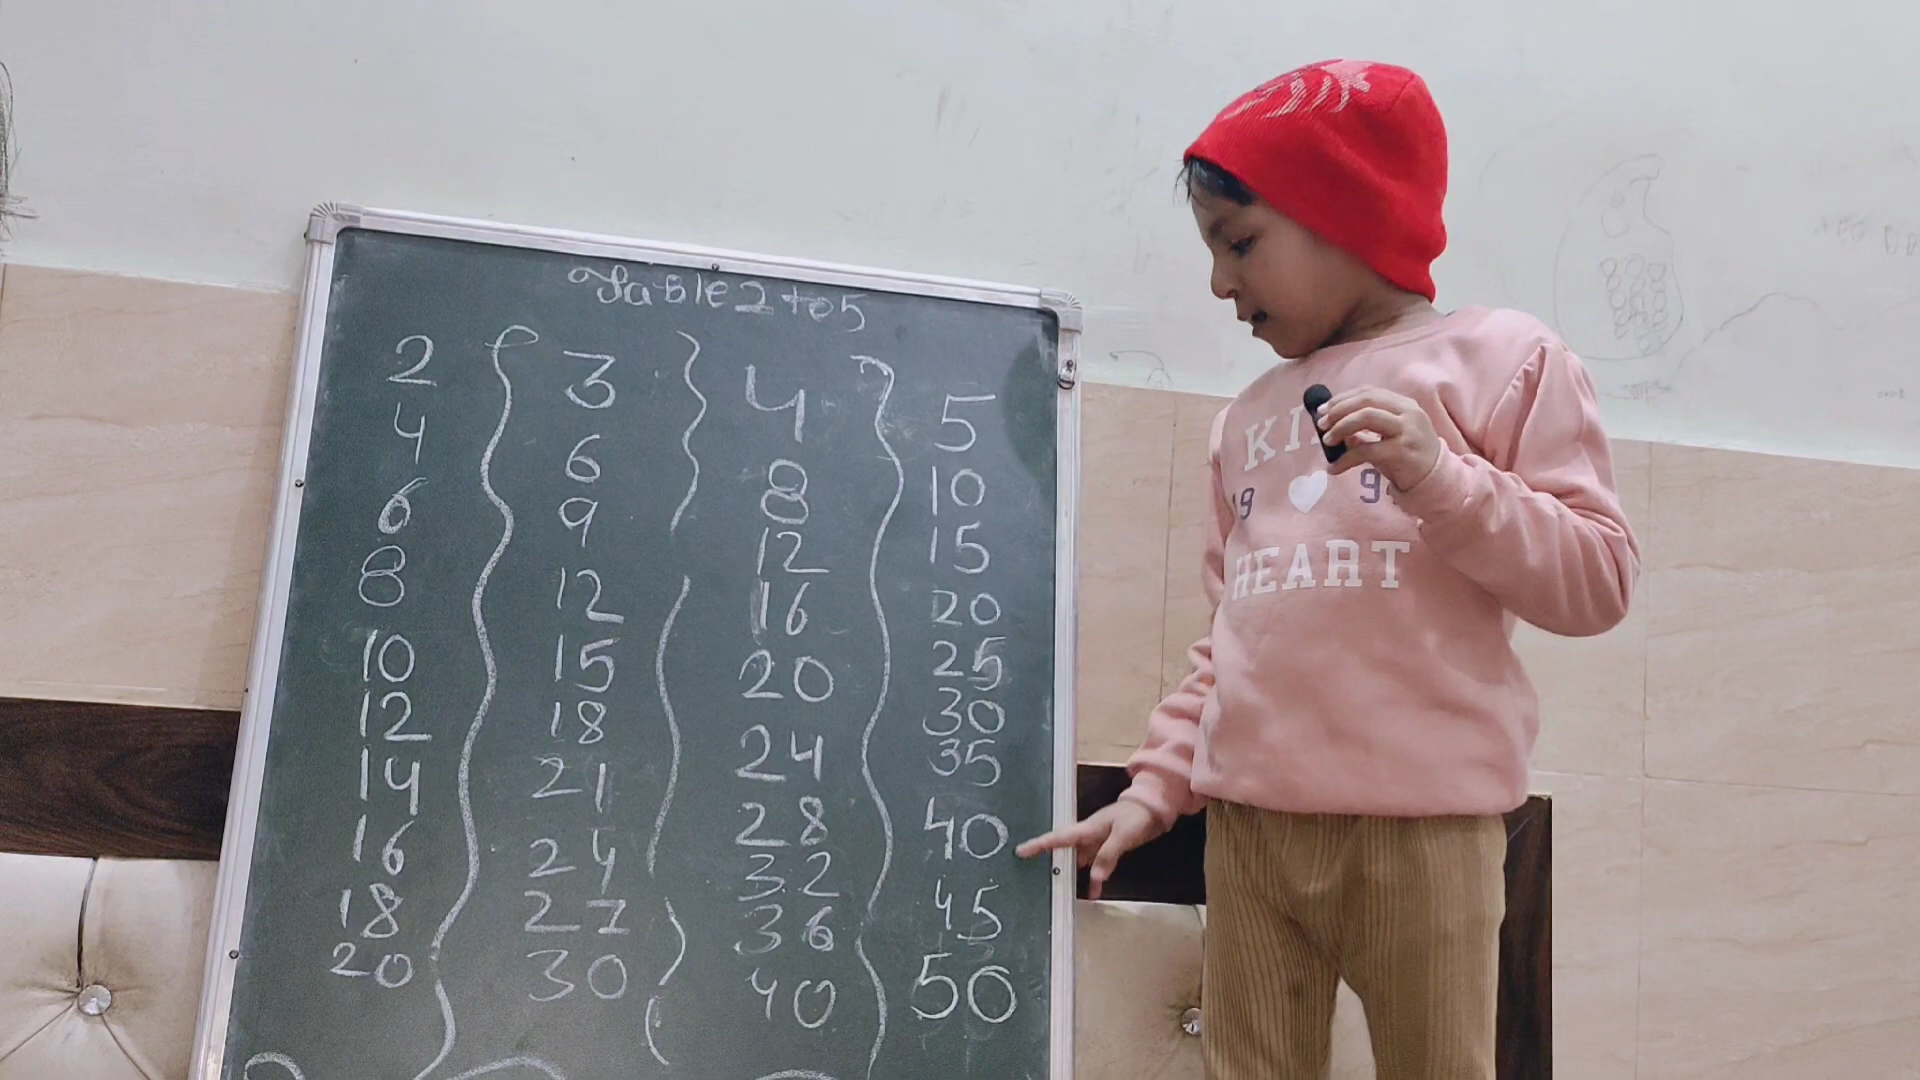 Table 2 to 5
2 3 4 5
4 6 8 10
6 9 12 15
8 12 16 20
10 15 20 25
12 18 24 30
14 21 28 35
16 24 32 40
18 27 36 45
20 30 40 50
19 94
HEART